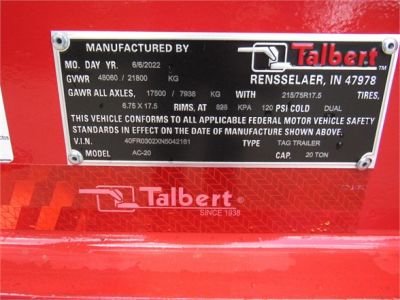 MANUFACTURED BY Talbert™
MO. DAY YR. 6/6/2022 RENSSELAER, IN 47978
GVWR 48060 / 21800 KG
GAWR ALL AXLES, 17500 / 7938 KG WITH 215/75R17.5 TIRES,
6.75 X 17.5 RIMS, AT 825 KPA 120 PSI COLD DUAL
THIS VEHICLE CONFORMS TO ALL APPLICABLE FEDERAL MOTOR VEHICLE SAFETY
STANDARDS IN EFFECT ON THE DATE OF MANUFACTURE SHOWN ABOVE.
V.I.N. 40FR0302XN5042161 TYPE TAG TRAILER
MODEL AC-20 CAP. 20 TON
Talbert®
SINCE 1938